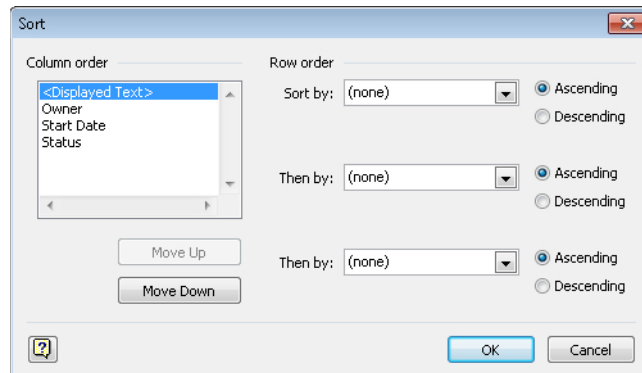 Sort
Column order
<Displayed Text>
Owner
Start Date
Status
Move Up
Move Down
Row order
Sort by: (none) Ascending
Descending
Then by: (none) Ascending
Descending
Then by: (none) Ascending
Descending
OK Cancel